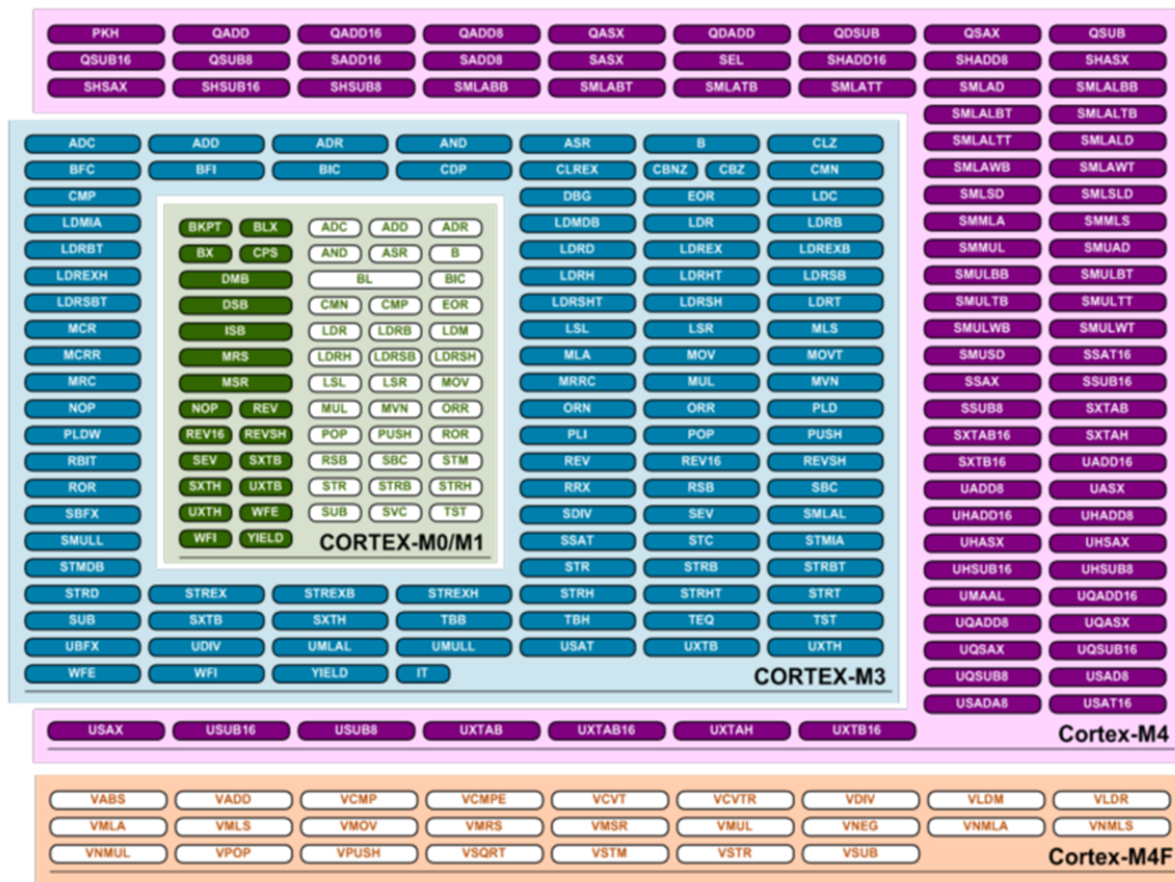 PKH QADD QADD16 QADD8 QASX QDADD QDSUB QSAX QSUB
QSUB16 QSUB8 SADD16 SADD8 SASX SEL SHADD16 SHADD8 SHASX
SHSAX SHSUB16 SHSUB8 SMLABB SMLABT SMLATB SMLATT SMLAD SMLALBB
SMLALBT SMLALTB
ADC ADD ADR AND ASR B CLZ SMLALTT SMLALD
BFC BFI BIC CDP CLREX CBNZ CBZ CMN SMLAWB SMLAWT
CMP DBG EOR LDC SMLSD SMLSLD
LDMIA BKPT BLX ADC ADD ADR LDMDB LDR LDRB SMMLA SMMLS
LDRBT BX CPS AND ASR B LDRD LDREX LDREXB SMMUL SMUAD
LDREXH DMB BL BIC LDRH LDRHT LDRSB SMULBB SMULBT
LDRSBT DSB CMN CMP EOR LDRSHT LDRSH LDRT SMULTB SMULTT
MCR ISB LDR LDRB LDM LSL LSR MLS SMULWB SMULWT
MCRR MRS LDRH LDRSB LDRSH MLA MOV MOVT SMUSD SSAT16
MRC MSR LSL LSR MOV MRRC MUL MVN SSAX SSUB16
NOP NOP REV MUL MVN ORR ORN ORR PLD SSUB8 SXTAB
PLDW REV16 REVSH POP PUSH ROR PLI POP PUSH SXTAB16 SXTAH
RBIT SEV SXTB RSB SBC STM REV REV16 REVSH SXTB16 UADD16
ROR SXTH UXTB STR STRB STRH RRX RSB SBC UADD8 UASX
SBFX UXTH WFE SUB SVC TST SDIV SEV SMLAL UHADD16 UHADD8
SMULL WFI YIELD CORTEX-M0/M1 SSAT STC STMIA UHASX UHSAX
STMDB STR STRB STRBT UHSUB16 UHSUB8
STRD STREX STREXB STREXH STRH STRHT STRT UMAAL UQADD16
SUB SXTB SXTH TBB TBH TEQ TST UQADD8 UQASX
UBFX UDIV UMLAL UMULL USAT UXTB UXTH UQSAX UQSUB16
WFE WFI YIELD IT CORTEX-M3 UQSUB8 USAD8
USADA8 USAT16
USAX USUB16 USUB8 UXTAB UXTAB16 UXTAH UXTB16 Cortex-M4
VABS VADD VCMP VCMPE VCVT VCVTR VDIV VLDM VLDR
VMLA VMLS VMOV VMRS VMSR VMUL VNEG VNMLA VNMLS
VNMUL VPOP VPUSH VSQRT VSTM VSTR VSUB Cortex-M4F